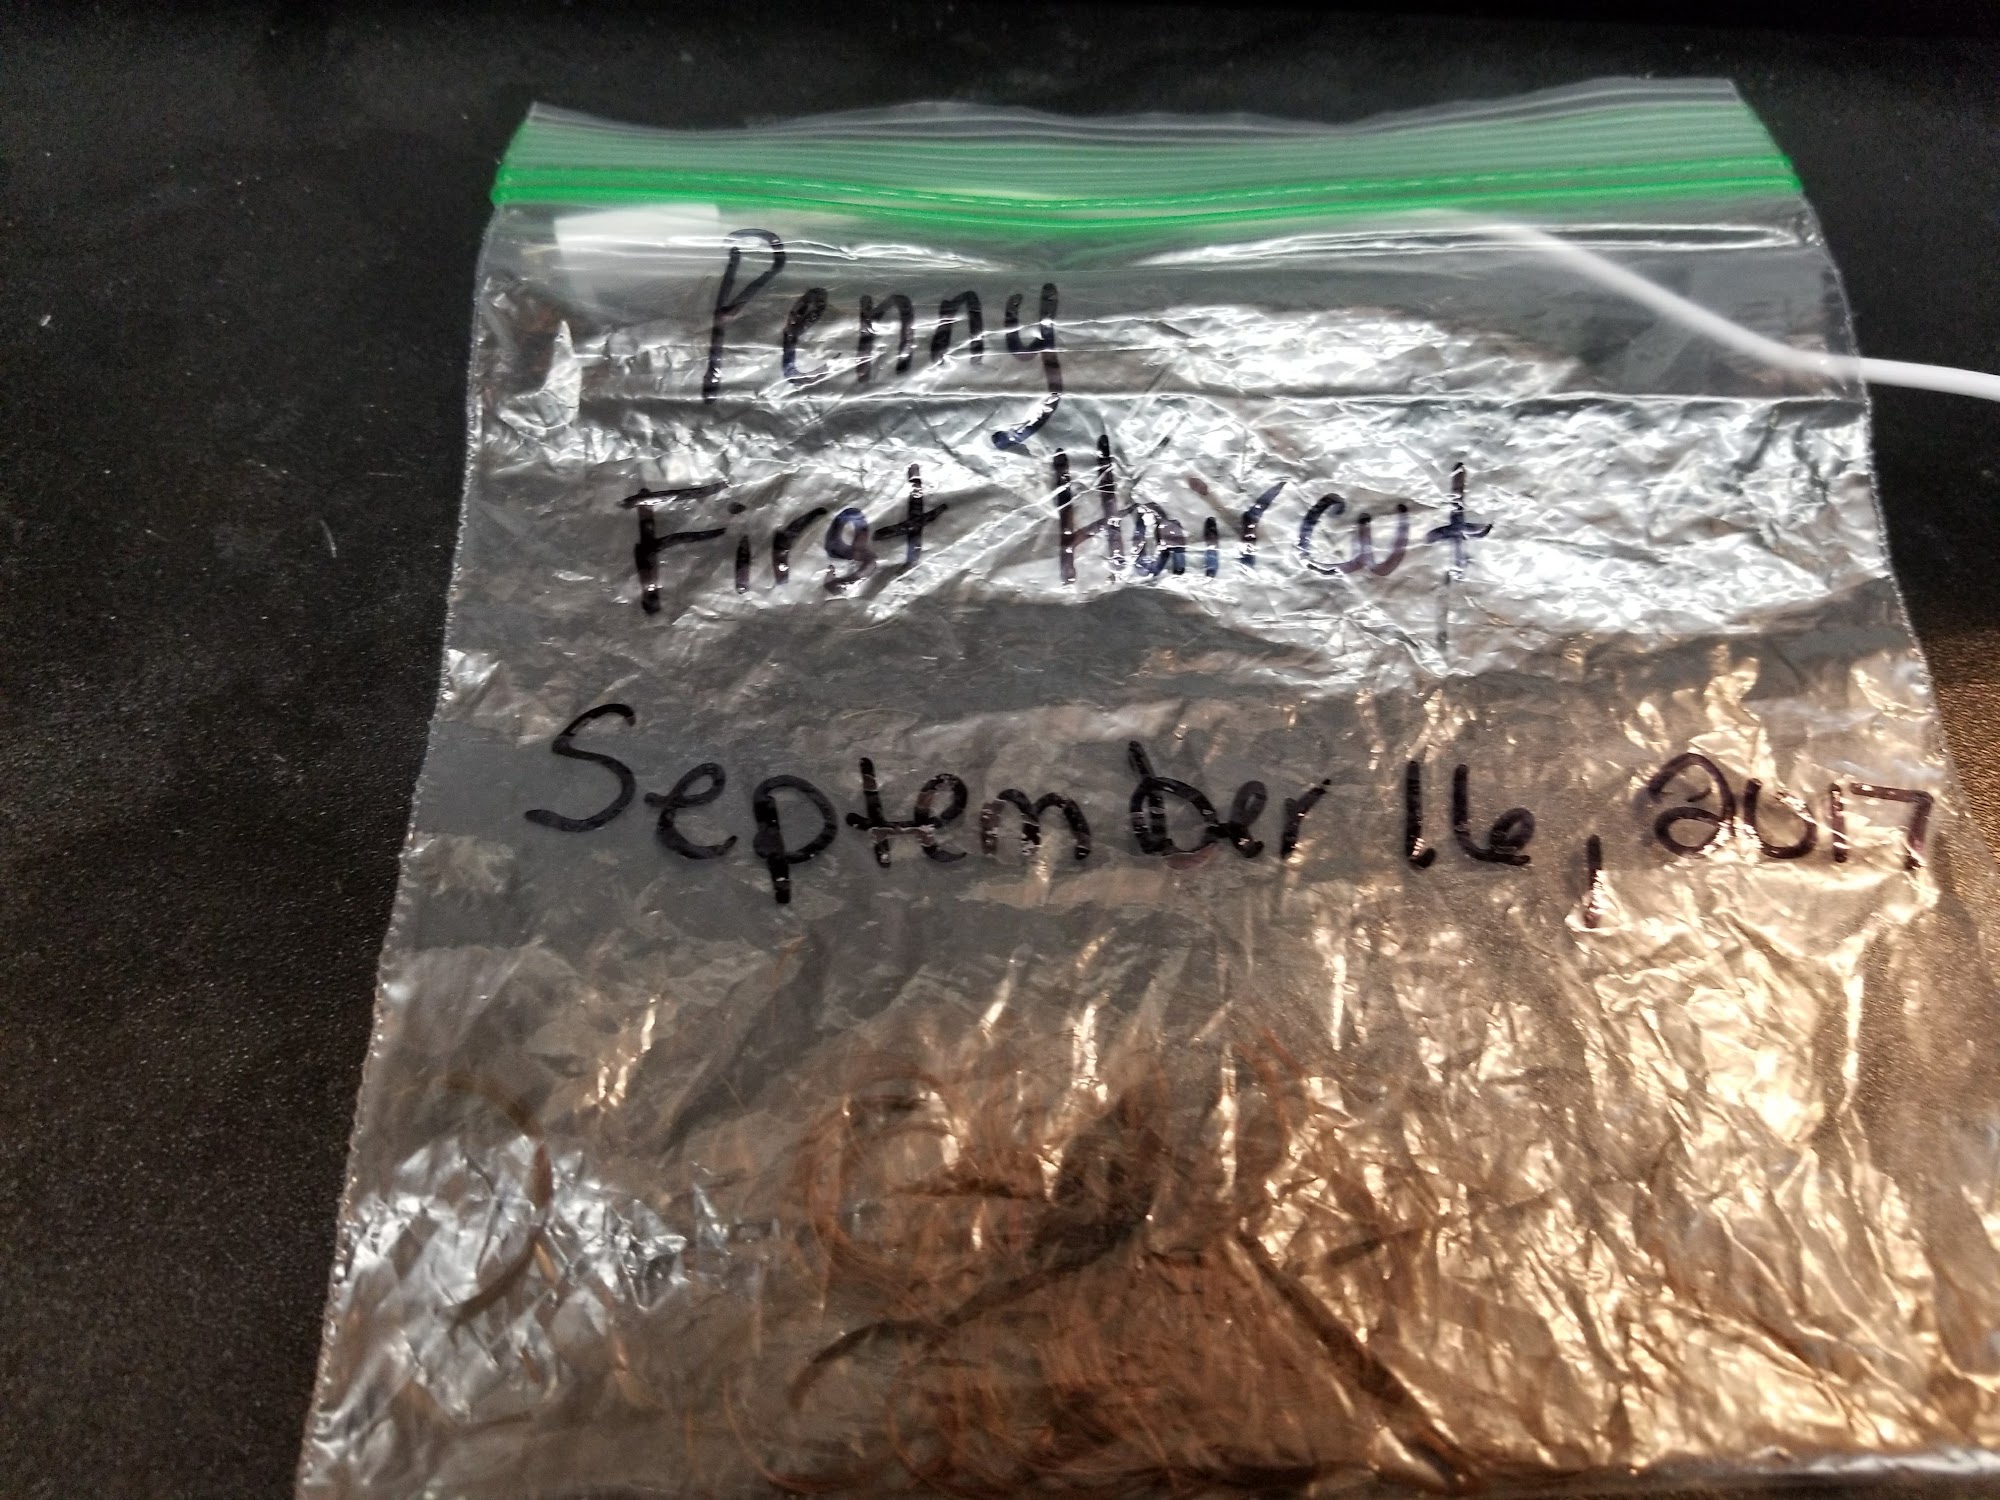 Penny
First Haircut
September 16, 2017